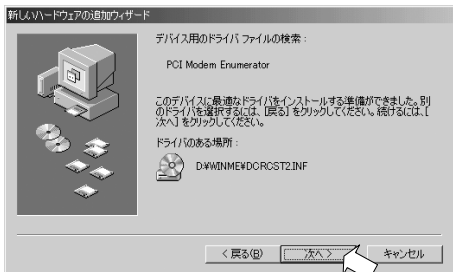 新しいハードウェアの追加ウィザード
デバイス用のドライバ ファイルの検索 :
PCI Modem Enumerator
このデバイスに最適なドライバをインストールする準備ができました。別
のドライバを選択するには、[戻る] をクリックしてください。続けるには、[
次へ] をクリックしてください。
ドライバのある場所 :
D:¥WINME¥DCRCST2.INF
< 戻る(B)
次へ >
キャンセル